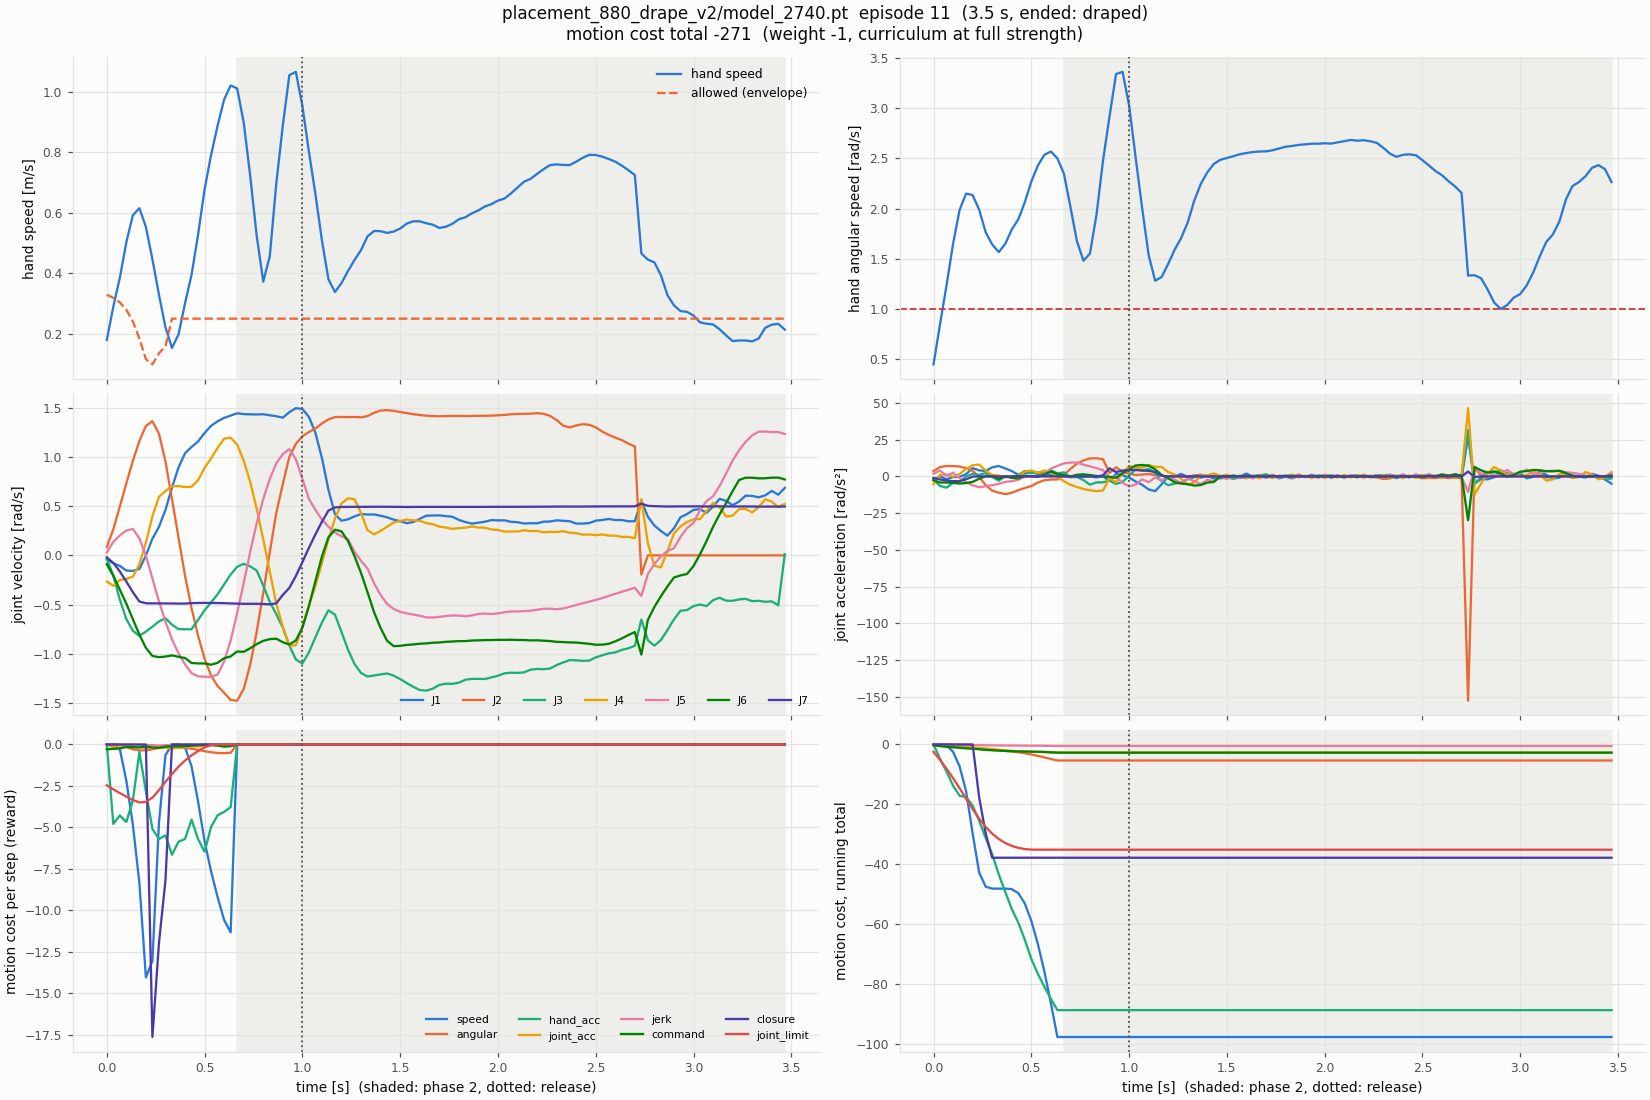 placement_880_drape_v2/model_2740.pt  episode 11  (3.5 s, ended: draped)
motion cost total -271  (weight -1, curriculum at full strength)
hand speed [m/s]
1.0
0.8
0.6
0.4
0.2
hand speed
allowed (envelope)
hand angular speed [rad/s]
3.5
3.0
2.5
2.0
1.5
1.0
0.5
joint velocity [rad/s]
1.5
1.0
0.5
0.0
−0.5
−1.0
−1.5
J1 J2 J3 J4 J5 J6 J7
joint acceleration [rad/s²]
50
25
0
−25
−50
−75
−100
−125
−150
motion cost per step (reward)
0.0
−2.5
−5.0
−7.5
−10.0
−12.5
−15.0
−17.5
speed hand_acc jerk closure
angular joint_acc command joint_limit
0.0 0.5 1.0 1.5 2.0 2.5 3.0 3.5
time [s]  (shaded: phase 2, dotted: release)
motion cost, running total
0
−20
−40
−60
−80
−100
0.0 0.5 1.0 1.5 2.0 2.5 3.0 3.5
time [s]  (shaded: phase 2, dotted: release)